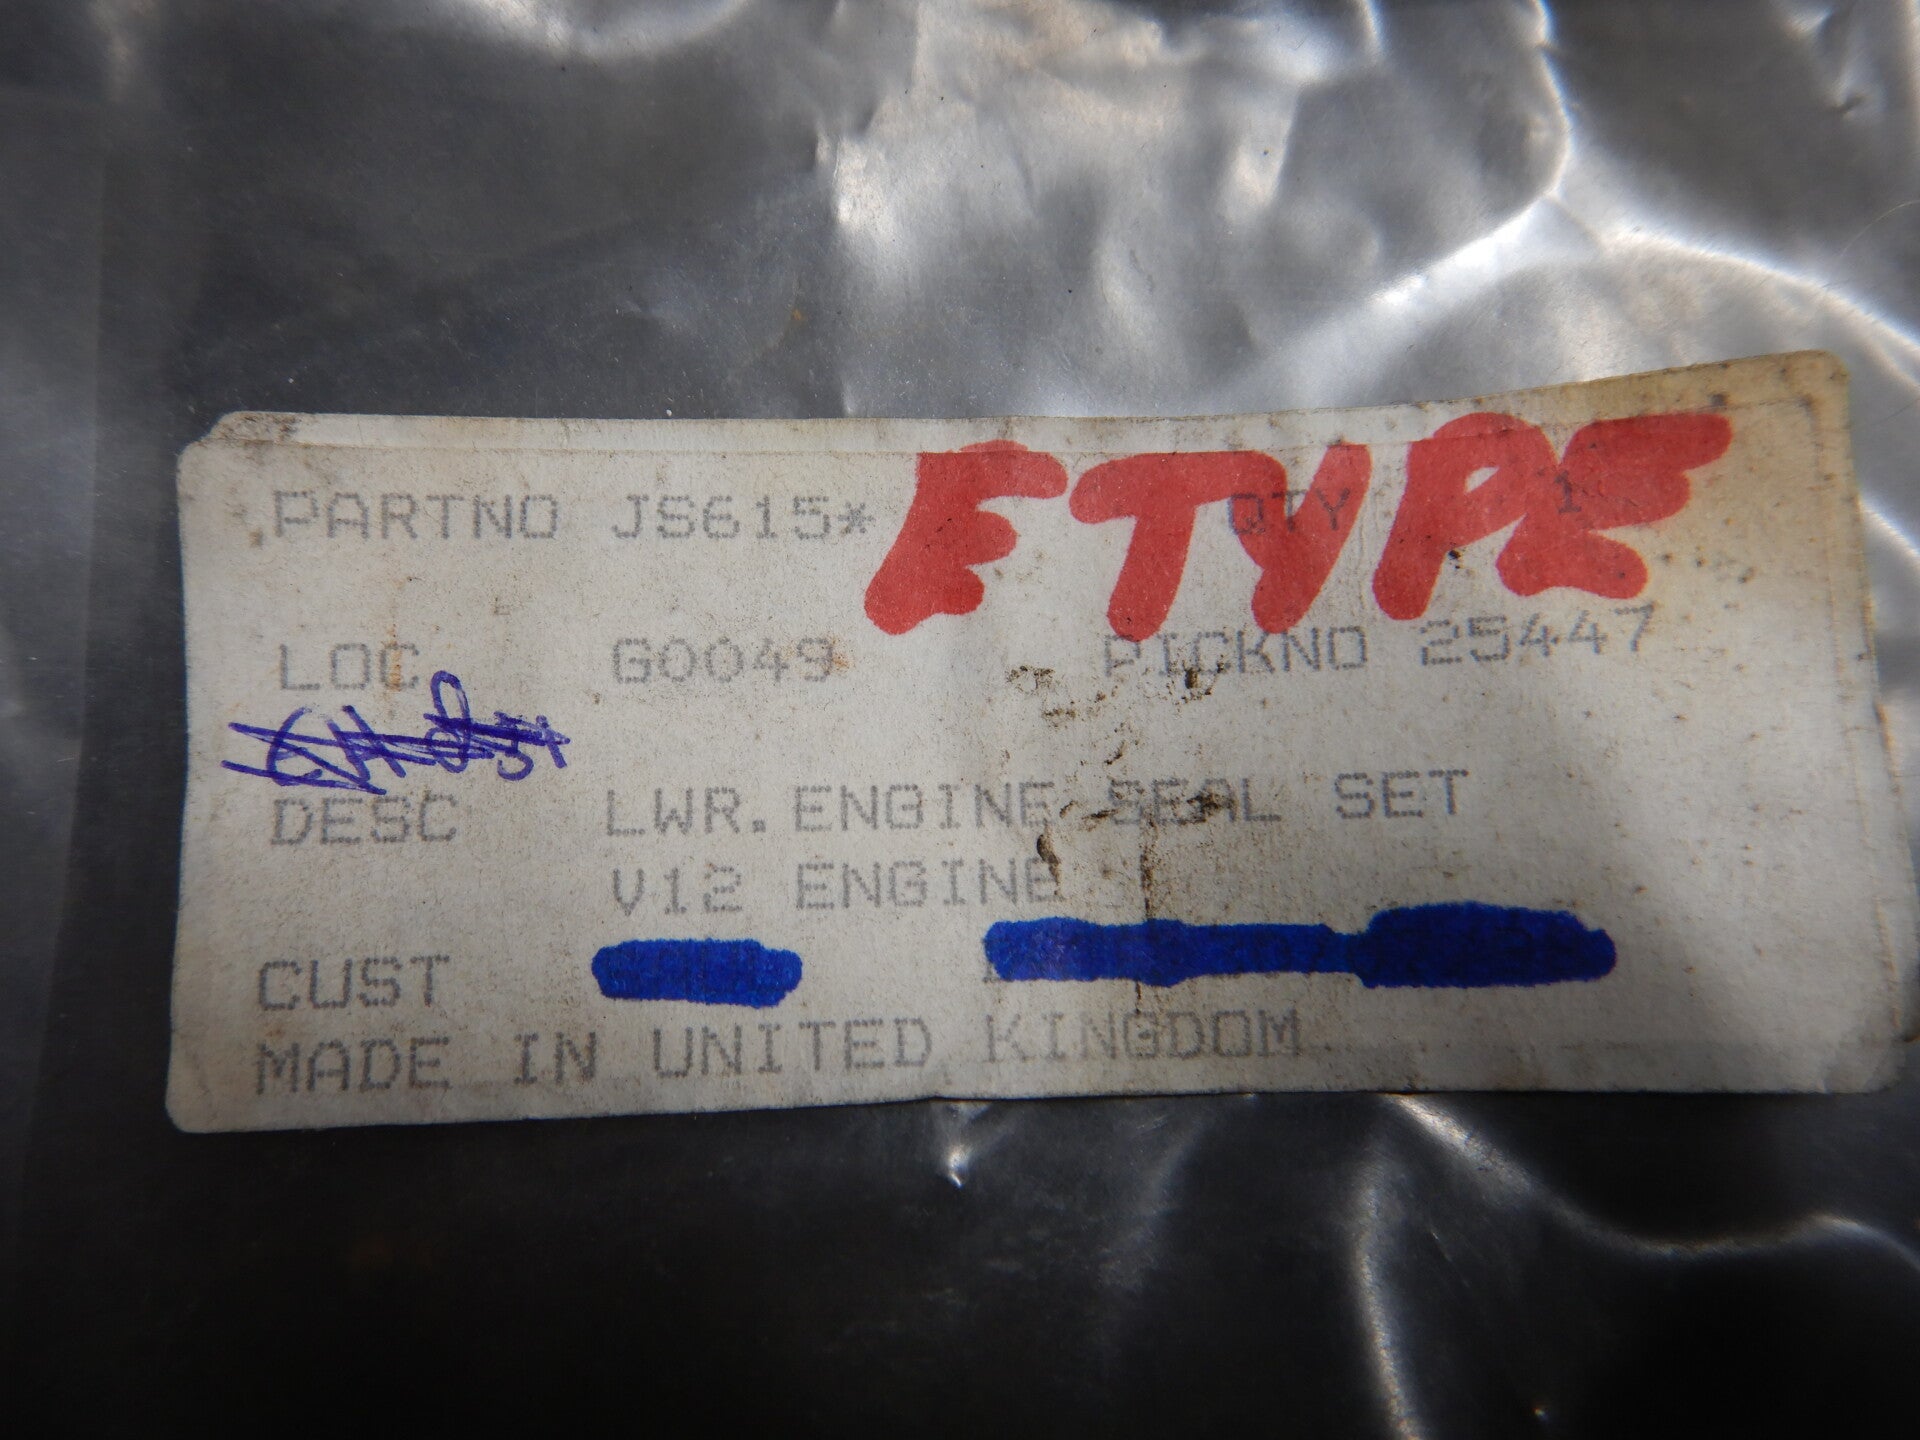 ETYPE
PARTNO JS615* QTY 1
LOC G0049 PICKNO 25447
DESC LWR. ENGINE SEAL SET
V12 ENGINE
CUST
MADE IN UNITED KINGDOM